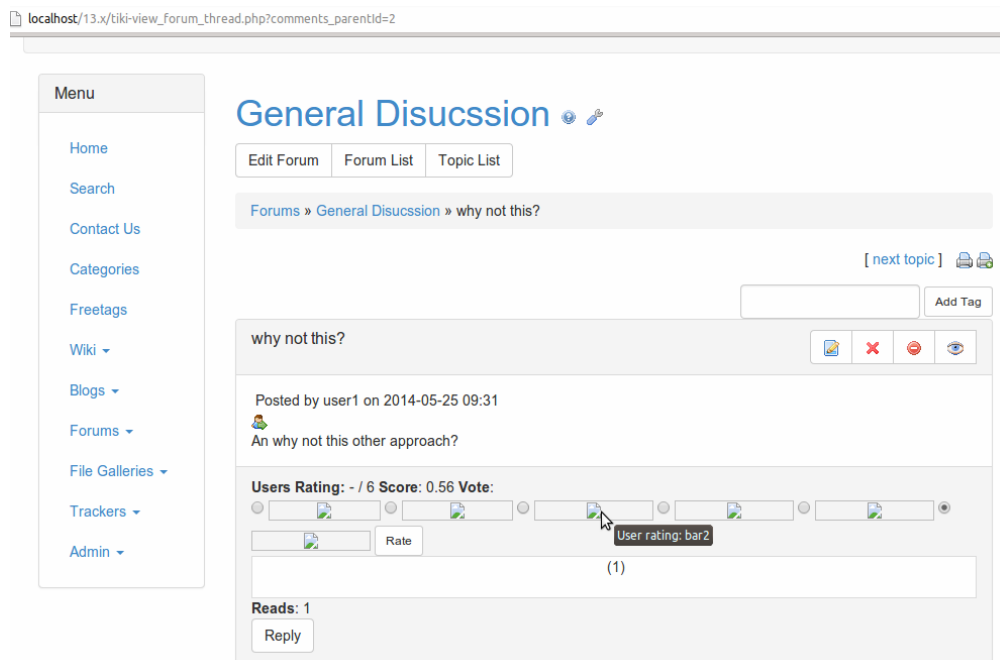 localhost/13.x/tiki-view_forum_thread.php?comments_parentId=2
Menu
Home
Search
Contact Us
Categories
Freetags
Wiki
Blogs
Forums
File Galleries
Trackers
Admin
General Disucssion
Edit Forum Forum List Topic List
Forums » General Disucssion » why not this?
[ next topic ]
Add Tag
why not this?
Posted by user1 on 2014-05-25 09:31
An why not this other approach?
Users Rating: - / 6 Score: 0.56 Vote:
User rating: bar2
Rate
(1)
Reads: 1
Reply